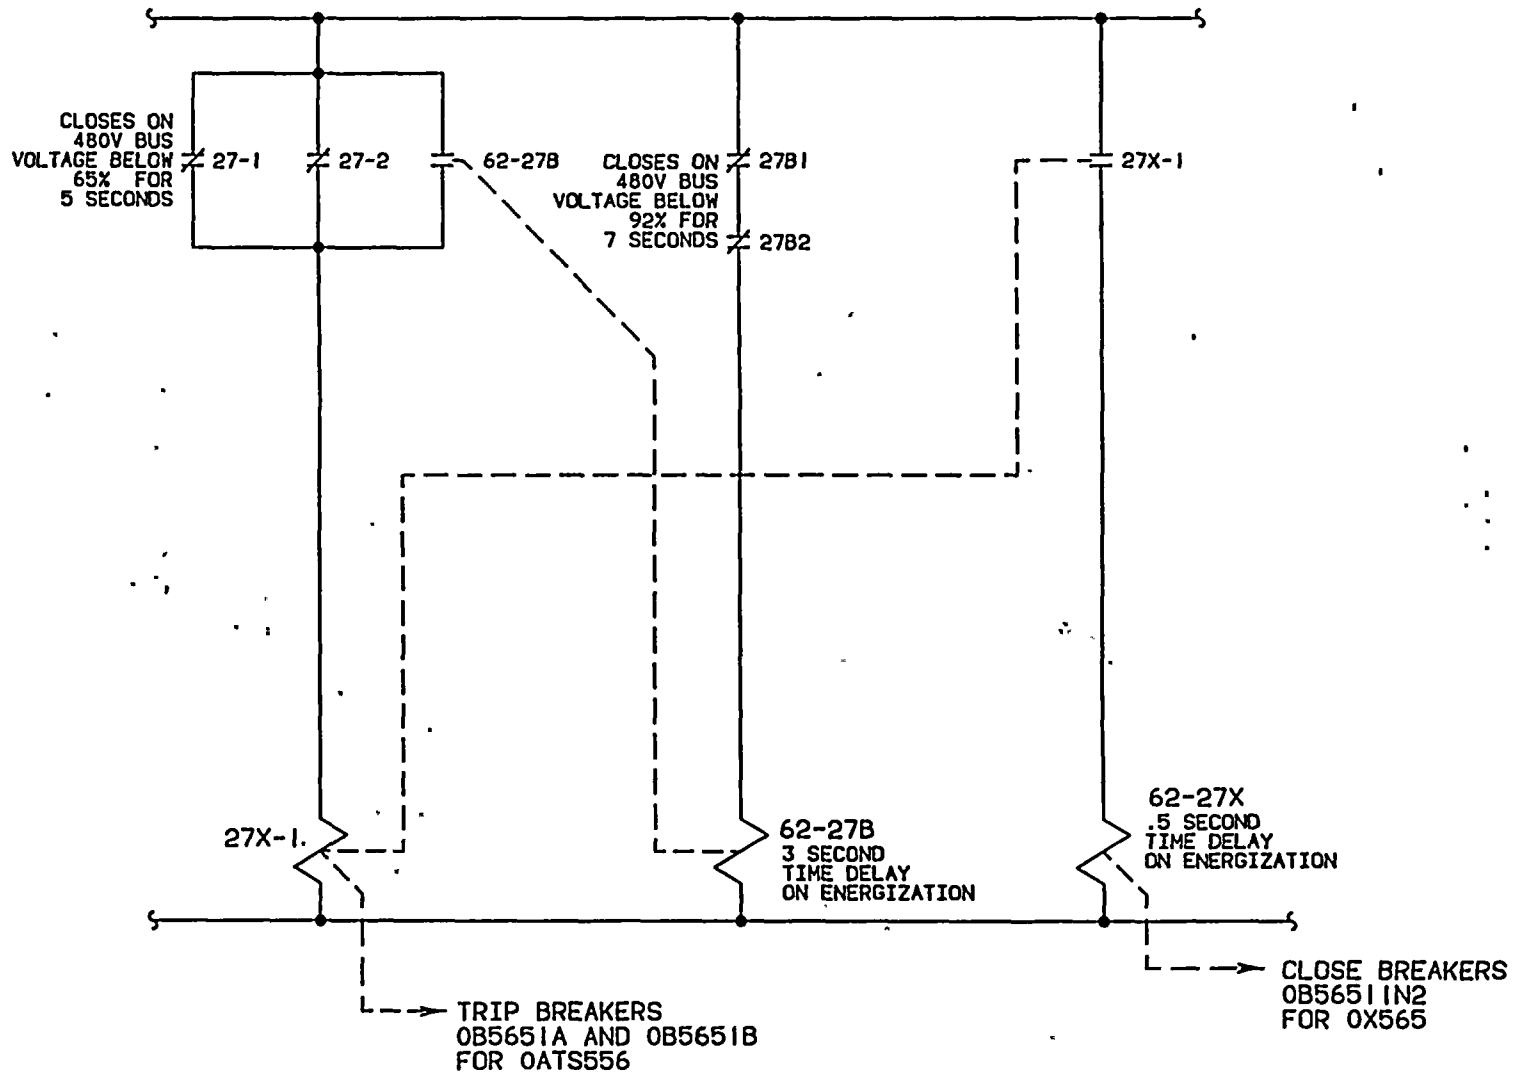 CLOSES ON
480V BUS
VOLTAGE BELOW
65% FOR
5 SECONDS
27-1
27-2
62-27B
CLOSES ON
480V BUS
VOLTAGE BELOW
92% FOR
7 SECONDS
27B1
27B2
27X-1
27X-1
62-27B
3 SECOND
TIME DELAY
ON ENERGIZATION
62-27X
.5 SECOND
TIME DELAY
ON ENERGIZATION
TRIP BREAKERS
0B5651A AND 0B5651B
FOR 0ATS556
CLOSE BREAKERS
0B56511N2
FOR 0X565